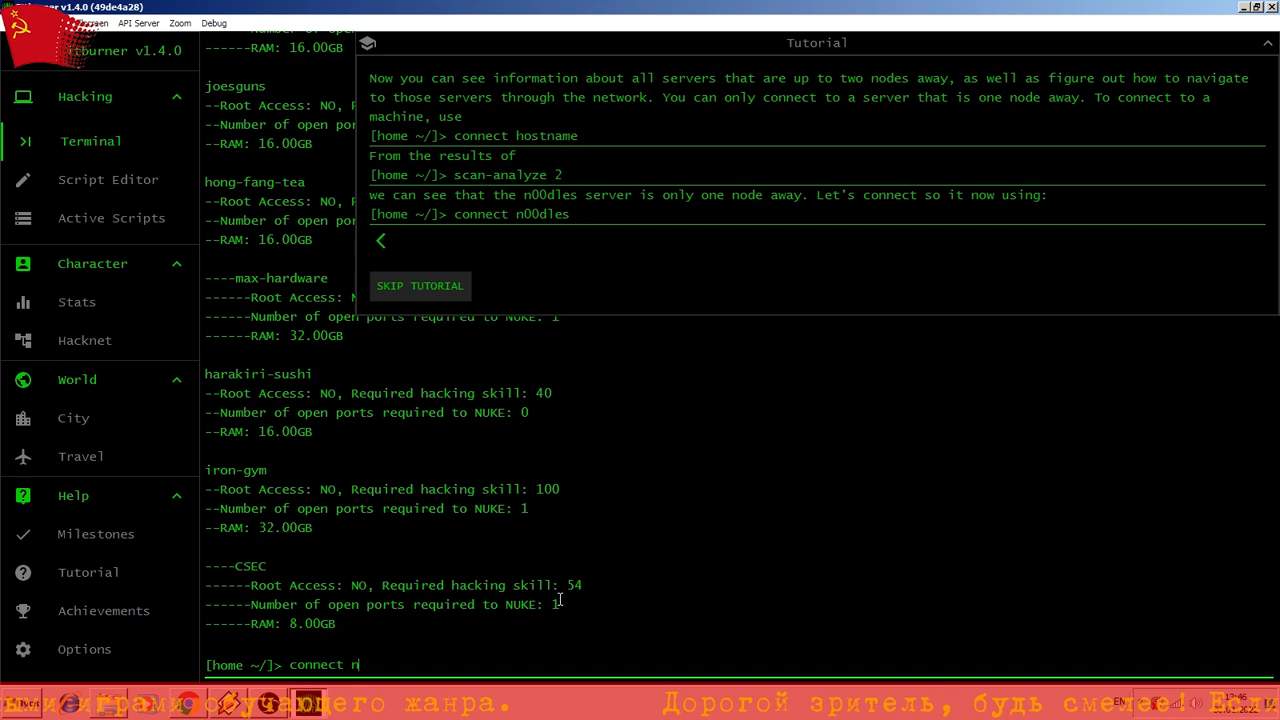 v1.4.0 (49de4a28)
API Server Zoom Debug
v1.4.0
Hacking
Terminal
Script Editor
Active Scripts
Character
Stats
Hacknet
World
City
Travel
Help
Milestones
Tutorial
Achievements
Options
------RAM: 16.00GB
joesguns
--Root Access: NO,
--Number of open
--RAM: 16.00GB
hong-fang-tea
--Root Access: NO,
--Number of open
--RAM: 16.00GB
----max-hardware
------Root Access:
------Number of open ports required to NUKE: 1
------RAM: 32.00GB
harakiri-sushi
--Root Access: NO, Required hacking skill: 40
--Number of open ports required to NUKE: 0
--RAM: 16.00GB
iron-gym
--Root Access: NO, Required hacking skill: 100
--Number of open ports required to NUKE: 1
--RAM: 32.00GB
----CSEC
------Root Access: NO, Required hacking skill: 54
------Number of open ports required to NUKE: 1
------RAM: 8.00GB
[home ~/]> connect n
Tutorial
Now you can see information about all servers that are up to two nodes away, as well as figure out how to navigate
to those servers through the network. You can only connect to a server that is one node away. To connect to a
machine, use
[home ~/]> connect hostname
From the results of
[home ~/]> scan-analyze 2
we can see that the n00dles server is only one node away. Let's connect so it now using:
[home ~/]> connect n00dles
SKIP TUTORIAL
играми обучающего жанра. Дорогой зритель, будь смелее!
EN
13:46